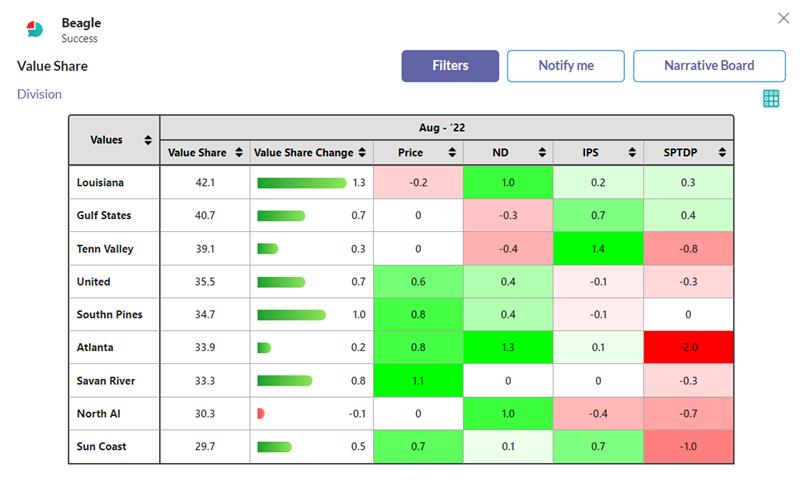 Beagle
Success
Value Share
Filters
Notify me
Narrative Board
Division
Values
Aug - '22
Value Share Value Share Change Price ND IPS SPTDP
Louisiana 42.1 1.3 -0.2 1.0 0.2 0.3
Gulf States 40.7 0.7 0 -0.3 0.7 0.4
Tenn Valley 39.1 0.3 0 -0.4 1.4 -0.8
United 35.5 0.7 0.6 0.4 -0.1 -0.3
Southn Pines 34.7 1.0 0.8 0.4 -0.1 0
Atlanta 33.9 0.2 0.8 1.3 0.1 -2.0
Savan River 33.3 0.8 1.1 0 0 -0.3
North Al 30.3 -0.1 0 1.0 -0.4 -0.7
Sun Coast 29.7 0.5 0.7 0.1 0.7 -1.0